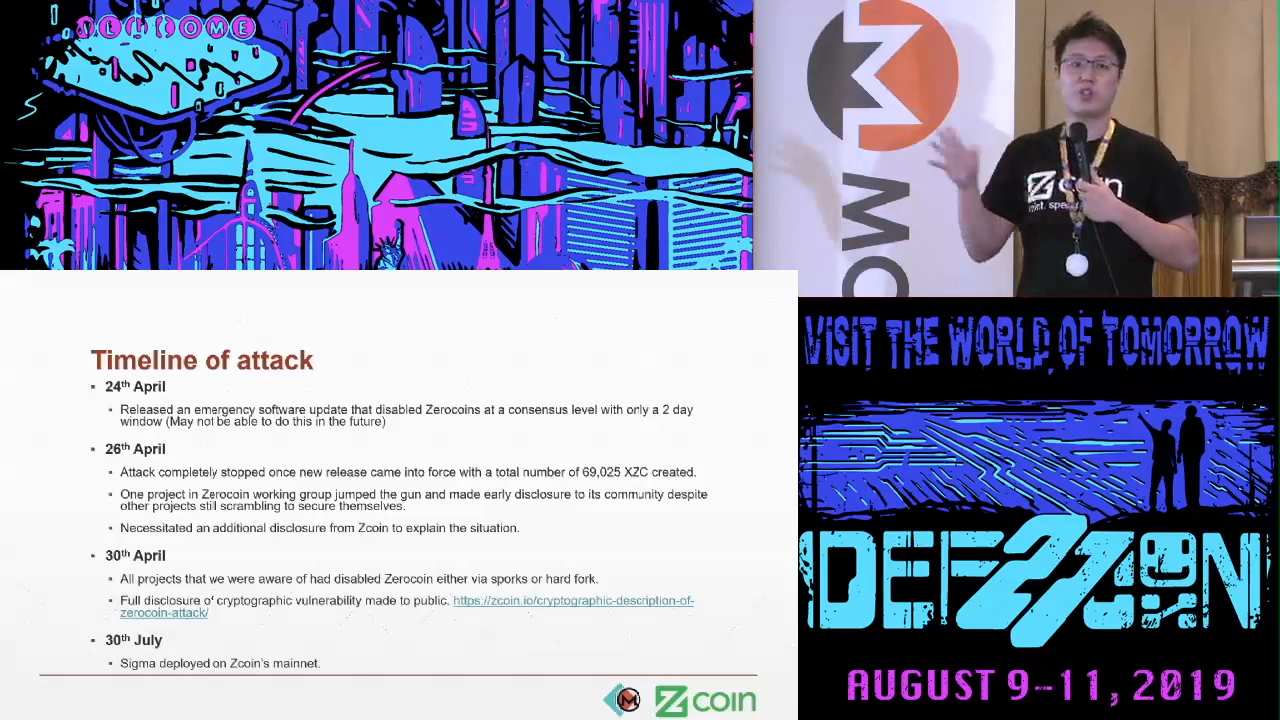 WELCOME
MO
Zcoin
VISIT THE WORLD OF TOMORROW
Timeline of attack
24th April
Released an emergency software update that disabled Zerocoins at a consensus level with only a 2 day
window (May not be able to do this in the future)
26th April
Attack completely stopped once new release came into force with a total number of 69,025 XZC created.
One project in Zerocoin working group jumped the gun and made early disclosure to its community despite
other projects still scrambling to secure themselves.
Necessitated an additional disclosure from Zcoin to explain the situation.
30th April
All projects that we were aware of had disabled Zerocoin either via sporks or hard fork.
Full disclosure of cryptographic vulnerability made to public. https://zcoin.io/cryptographic-description-of-
zerocoin-attack/
30th July
Sigma deployed on Zcoin's mainnet.
Zcoin
DEF27CON
AUGUST 9–11, 2019